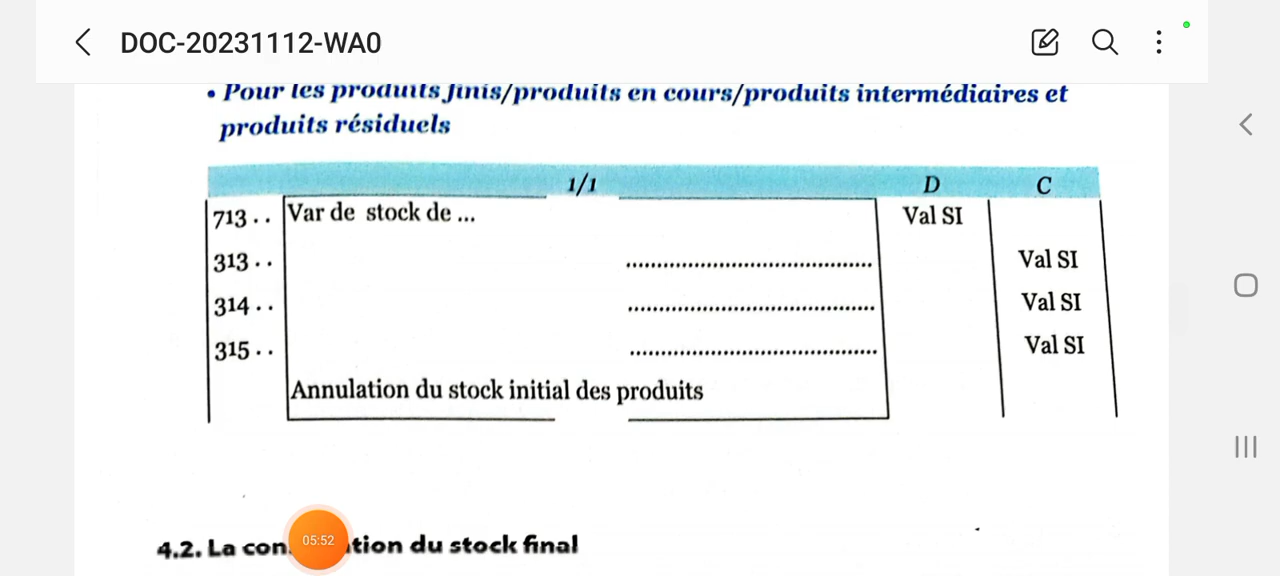 DOC-20231112-WA0
• Pour les produits finis/produits en cours/produits intermédiaires et
produits résiduels
1/1 D C
713 . . Var de stock de ... Val SI
313 . . ........................................ Val SI
314 . . ........................................ Val SI
315 . . ........................................ Val SI
Annulation du stock initial des produits
4.2. La con tion du stock final
05:52